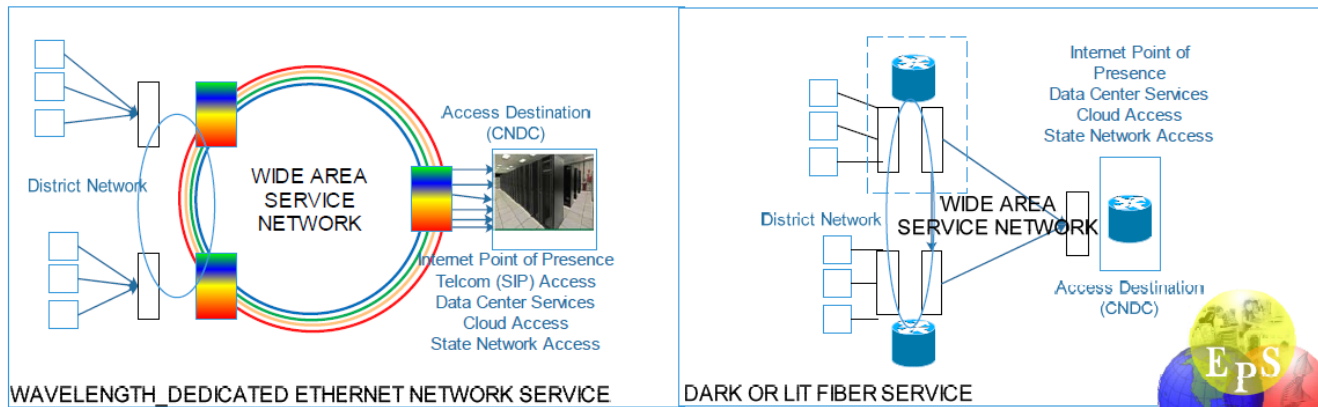 Access Destination
(CNDC)
District Network
WIDE AREA
SERVICE
NETWORK
Internet Point of Presence
Telcom (SIP) Access
Data Center Services
Cloud Access
State Network Access
WAVELENGTH_DEDICATED ETHERNET NETWORK SERVICE
Internet Point of
Presence
Data Center Services
Cloud Access
State Network Access
District Network
WIDE AREA
SERVICE NETWORK
Access Destination
(CNDC)
DARK OR LIT FIBER SERVICE
EPS